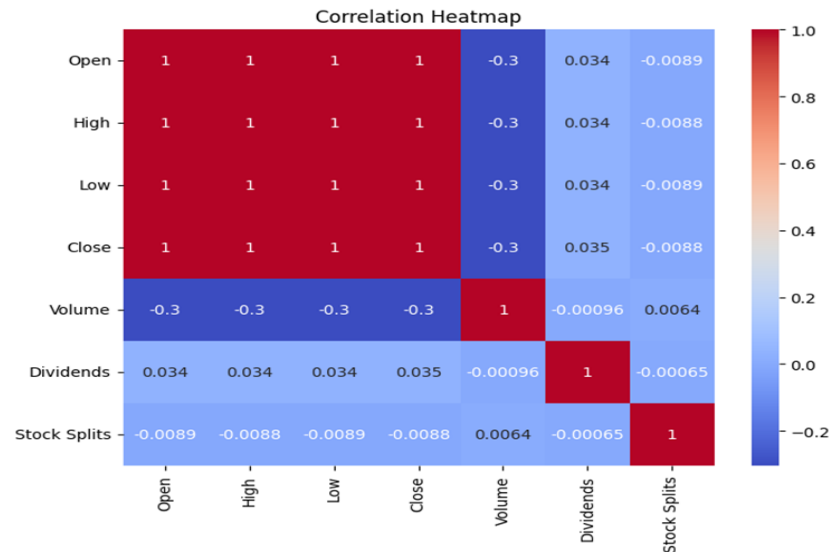 Correlation Heatmap
Open 1 1 1 1 -0.3 0.034 -0.0089
High 1 1 1 1 -0.3 0.034 -0.0088
Low 1 1 1 1 -0.3 0.034 -0.0089
Close 1 1 1 1 -0.3 0.035 -0.0088
Volume -0.3 -0.3 -0.3 -0.3 1 -0.00096 0.0064
Dividends 0.034 0.034 0.034 0.035 -0.00096 1 -0.00065
Stock Splits -0.0089 -0.0088 -0.0089 -0.0088 0.0064 -0.00065 1
Open High Low Close Volume Dividends Stock Splits
1.0
0.8
0.6
0.4
0.2
0.0
−0.2